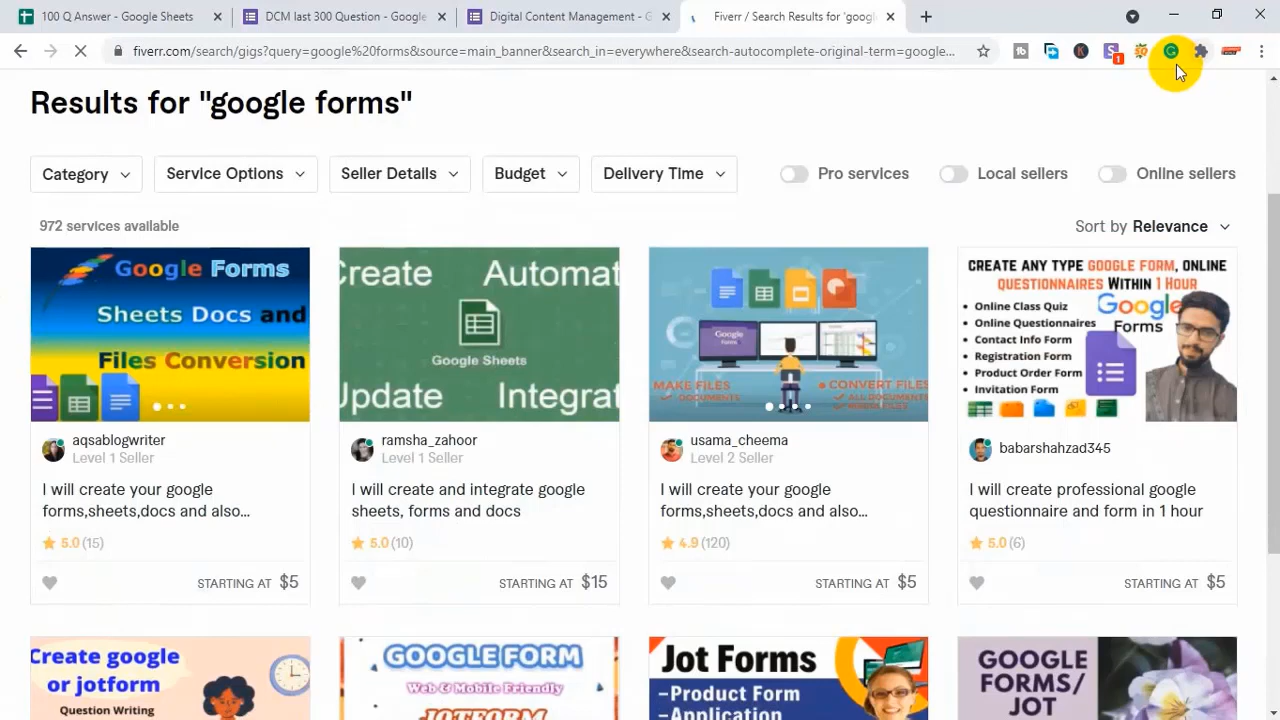 100 Q Answer - Google Sheets
DCM last 300 Question - Google
Digital Content Management - Go
Fiverr / Search Results for 'goog
fiverr.com/search/gigs?query=google%20forms&source=main_banner&search_in=everywhere&search-autocomplete-original-term=google...
1
Results for "google forms"
Category
Service Options
Seller Details
Budget
Delivery Time
Pro services
Local sellers
Online sellers
972 services available
Sort by Relevance
Google Forms
Sheets Docs and
Files Conversion
aqsablogwriter
Level 1 Seller
I will create your google
forms,sheets,docs and also...
5.0 (15)
STARTING AT $5
Create Automat
Google Sheets
Update Integra
ramsha_zahoor
Level 1 Seller
I will create and integrate google
sheets, forms and docs
5.0 (10)
STARTING AT $15
Google
MAKE FILES
DOCUMENTS
CONVERT FILES
ALL DOCUMENTS
usama_cheema
Level 2 Seller
I will create your google
forms,sheets,docs and also...
4.9 (120)
STARTING AT $5
CREATE ANY TYPE GOOGLE FORM, ONLINE
QUESTIONNAIRES WITHIN 1 HOUR
• Online Class Quiz
• Online Questionnaires
• Contact Info Form
• Registration Form
• Product Order Form
• Invitation Form
Google
Forms
babarshahzad345
I will create professional google
questionnaire and form in 1 hour
5.0 (6)
STARTING AT $5
Create google
or jotform
Question Writing
GOOGLE FORM
Web & Mobile Friendly
JOTFORM
Jot Forms
-Product Form
-Application
GOOGLE
FORMS/
JOT